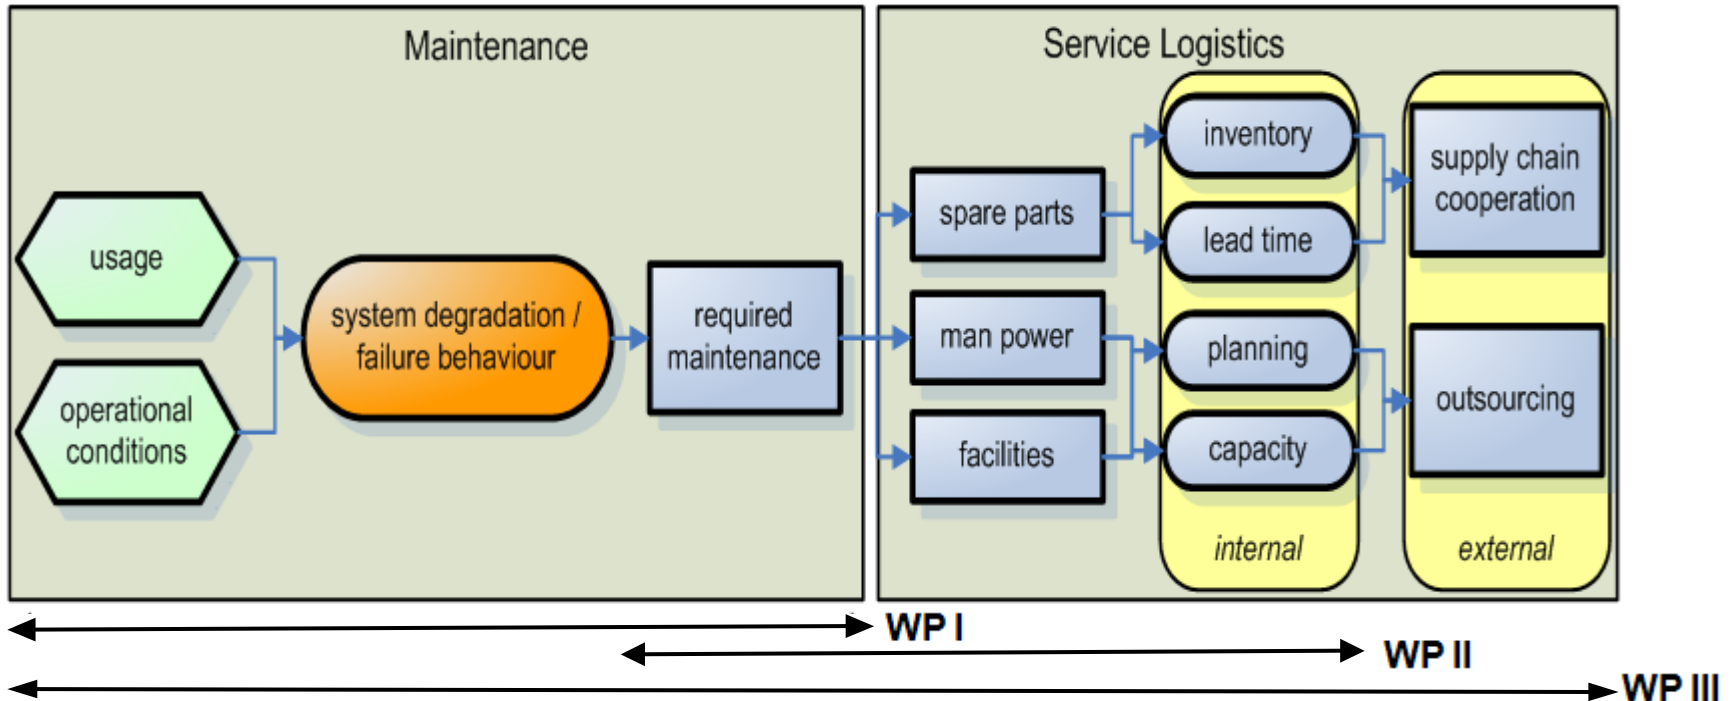 Maintenance
usage
operational
conditions
system degradation /
failure behaviour
required
maintenance
Service Logistics
spare parts
man power
facilities
inventory
lead time
planning
capacity
internal
supply chain
cooperation
outsourcing
external
WP I
WP II
WP III